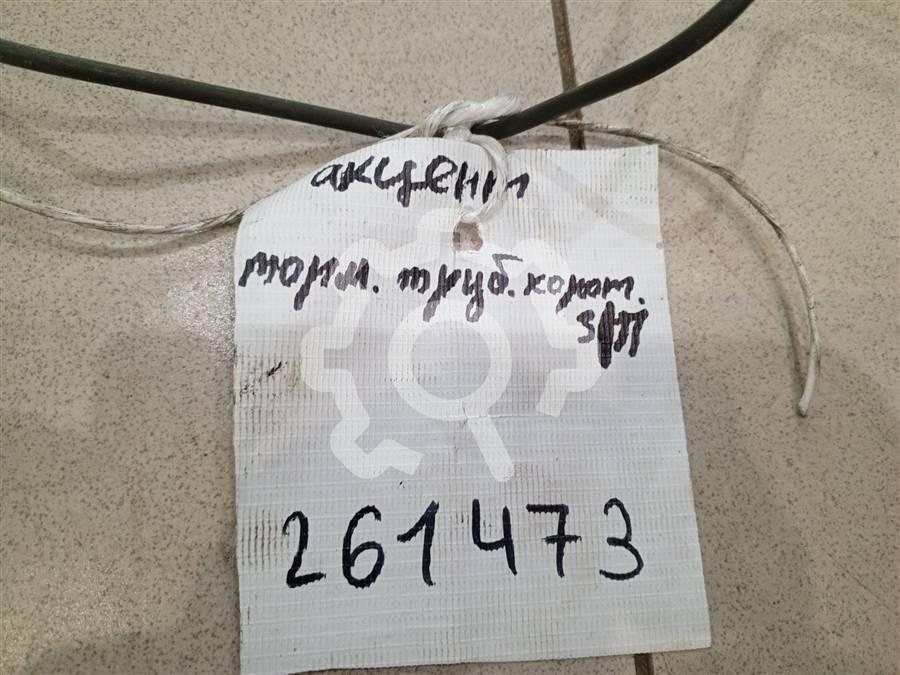 акцент
торм. труб. корот.
з/п
261473